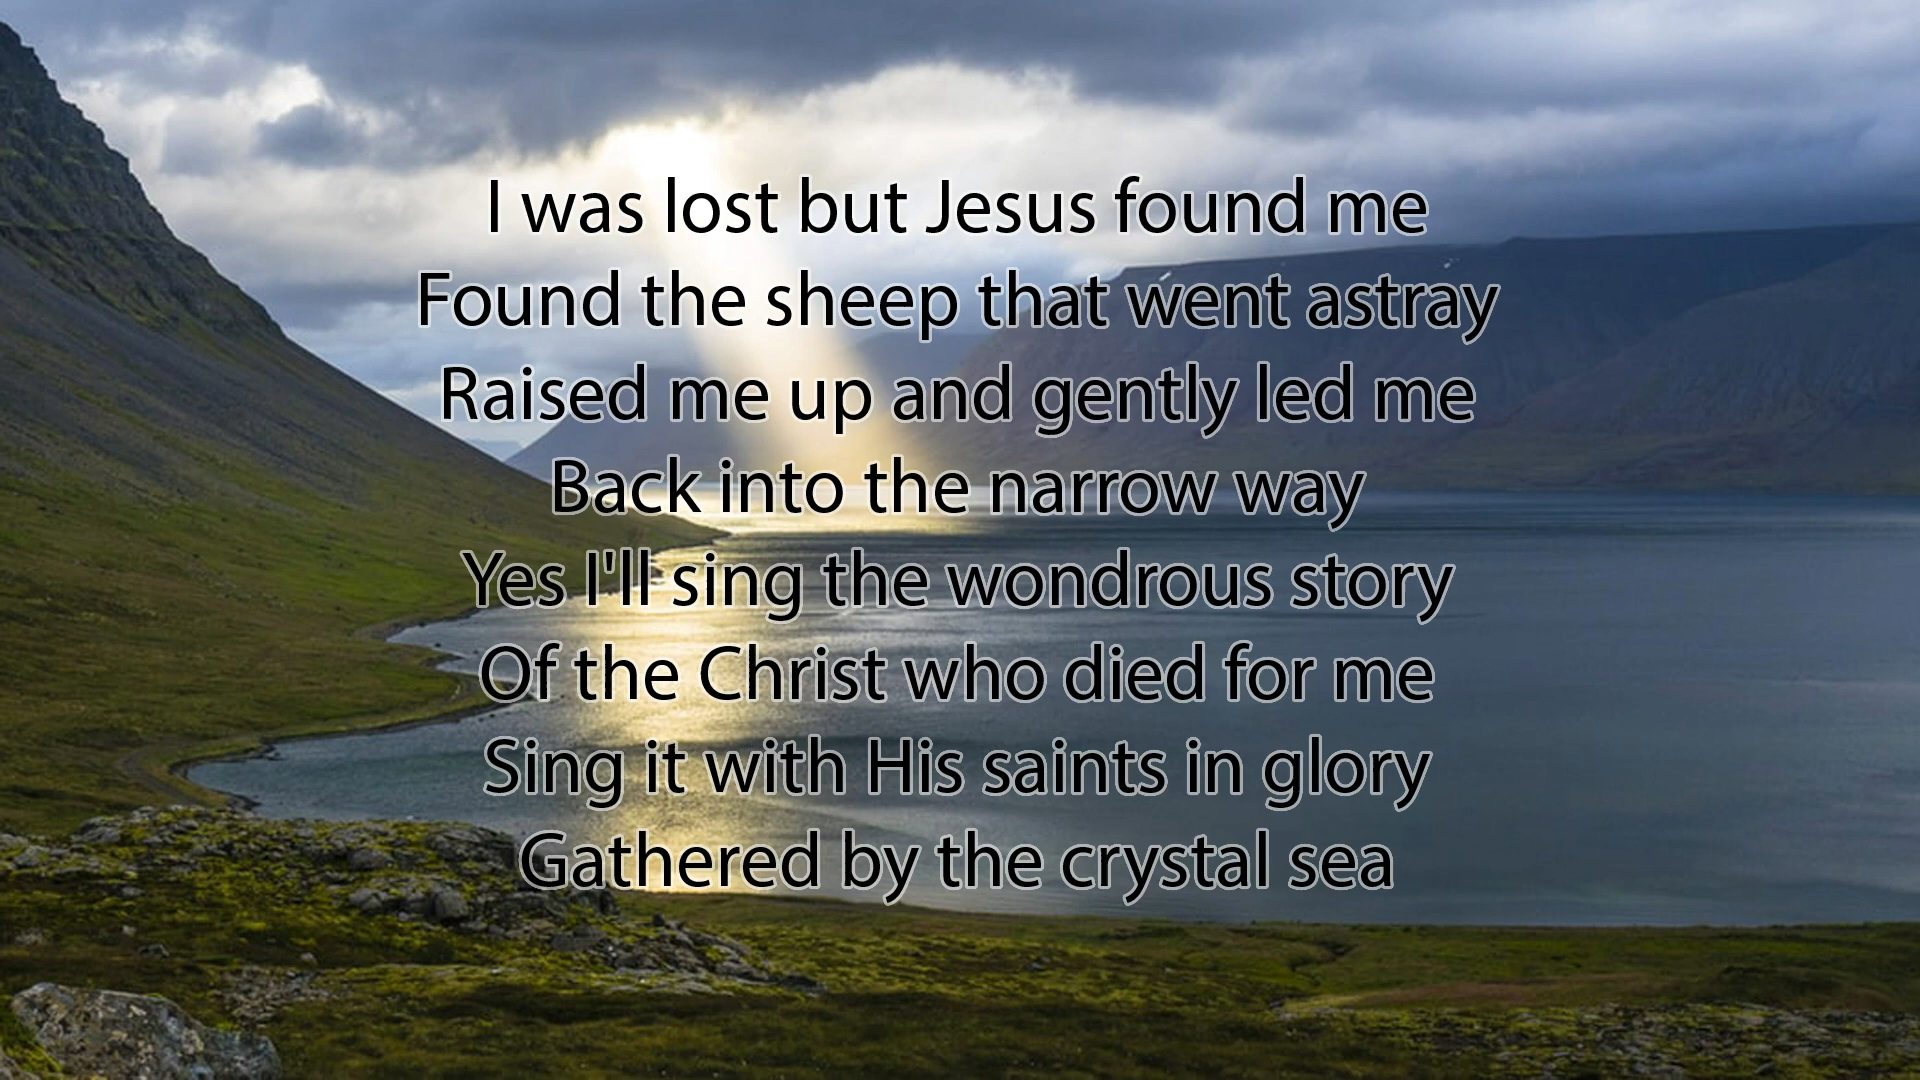 I was lost but Jesus found me
Found the sheep that went astray
Raised me up and gently led me
Back into the narrow way
Yes I'll sing the wondrous story
Of the Christ who died for me
Sing it with His saints in glory
Gathered by the crystal sea